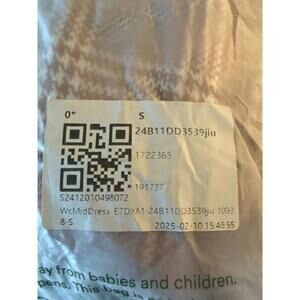 0* S
24B11DD3539jiu
1722365
191737
S2412010498072
WcMidDress-E7DXM-24B11DD3539jiu 1093
8-S
2025-02-10 15:46:55
ay from babies and children.
pens. This bag is